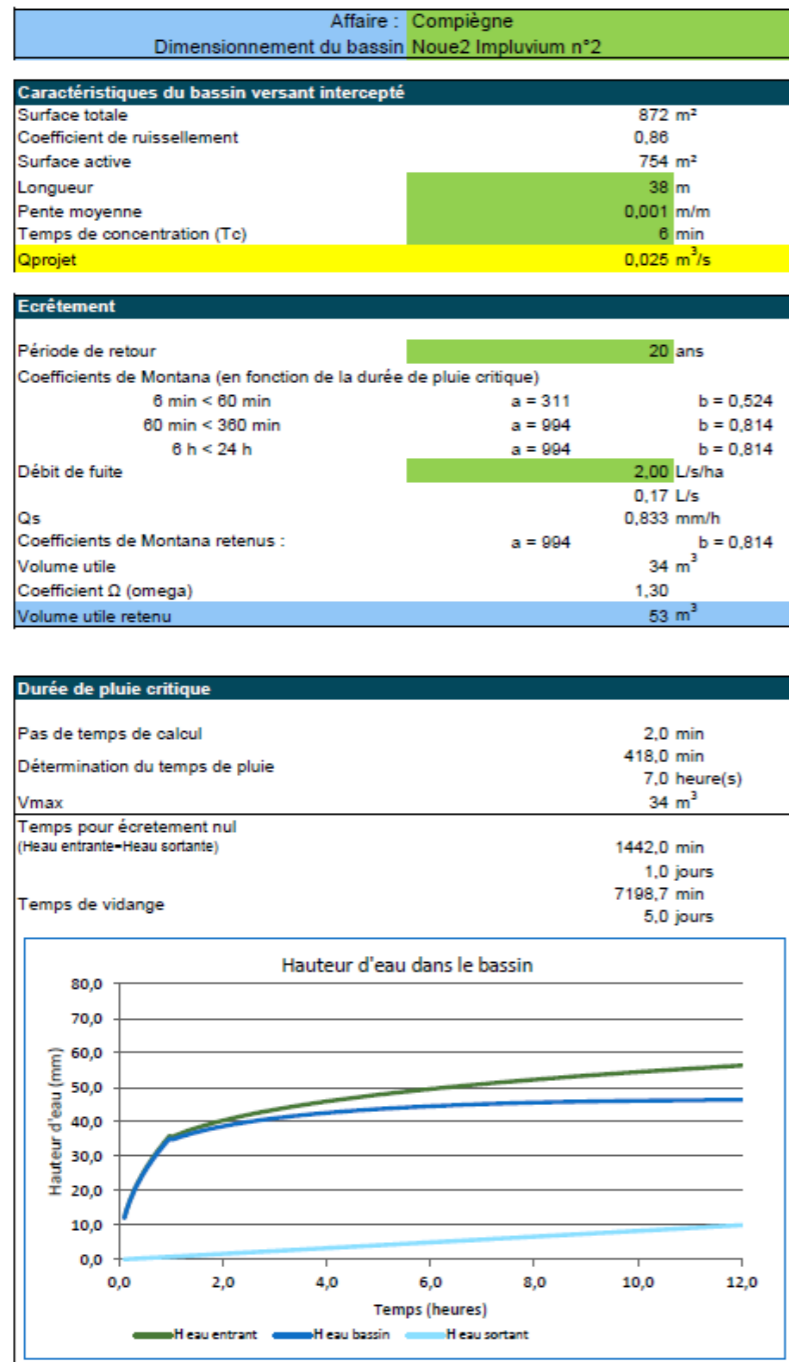 Affaire : Compiègne
Dimensionnement du bassin Noue2 Impluvium n°2
Caractéristiques du bassin versant intercepté
Surface totale 872 m²
Coefficient de ruissellement 0,86
Surface active 754 m²
Longueur 38 m
Pente moyenne 0,001 m/m
Temps de concentration (Tc) 6 min
Qprojet 0,025 m³/s
Ecrêtement
Période de retour 20 ans
Coefficients de Montana (en fonction de la durée de pluie critique)
6 min < 60 min a = 311 b = 0,524
60 min < 360 min a = 994 b = 0,814
6 h < 24 h a = 994 b = 0,814
Débit de fuite 2,00 L/s/ha
0,17 L/s
Qs 0,833 mm/h
Coefficients de Montana retenus : a = 994 b = 0,814
Volume utile 34 m³
Coefficient Ω (omega) 1,30
Volume utile retenu 53 m³
Durée de pluie critique
Pas de temps de calcul 2,0 min
Détermination du temps de pluie 418,0 min
7,0 heure(s)
Vmax 34 m³
Temps pour écretement nul
(Heau entrante=Heau sortante) 1442,0 min
1,0 jours
Temps de vidange 7198,7 min
5,0 jours
Hauteur d'eau dans le bassin
Hauteur d'eau (mm)
80,0
70,0
60,0
50,0
40,0
30,0
20,0
10,0
0,0
0,0 2,0 4,0 6,0 8,0 10,0 12,0
Temps (heures)
H eau entrant H eau bassin H eau sortant